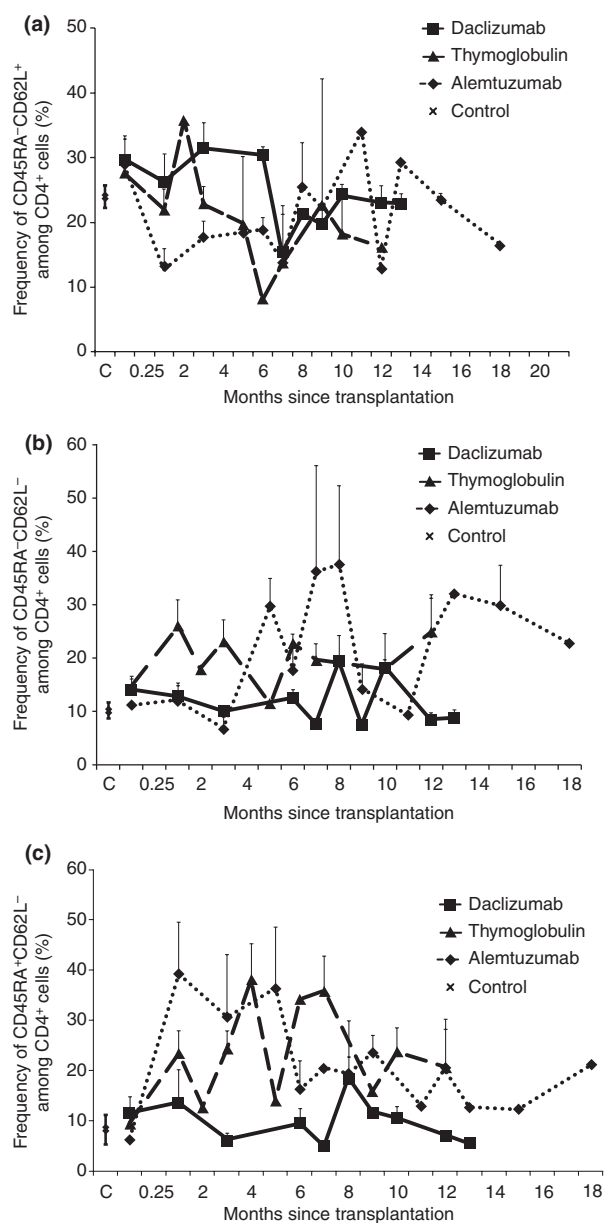 (a)
Daclizumab
Thymoglobulin
Alemtuzumab
Control
Frequency of CD45RA⁻CD62L⁺
among CD4⁺ cells (%)
50
40
30
20
10
0
C 0.25 2 4 6 8 10 12 14 16 18 20
Months since transplantation
(b)
Daclizumab
Thymoglobulin
Alemtuzumab
Control
Frequency of CD45RA⁻CD62L⁻
among CD4⁺ cells (%)
60
50
40
30
20
10
0
C 0.25 2 4 6 8 10 12 14 16 18
Months since transplantation
(c)
Daclizumab
Thymoglobulin
Alemtuzumab
Control
Frequency of CD45RA⁺CD62L⁻
among CD4⁺ cells (%)
60
50
40
30
20
10
0
C 0.25 2 4 6 8 10 12 14 16 18
Months since transplantation